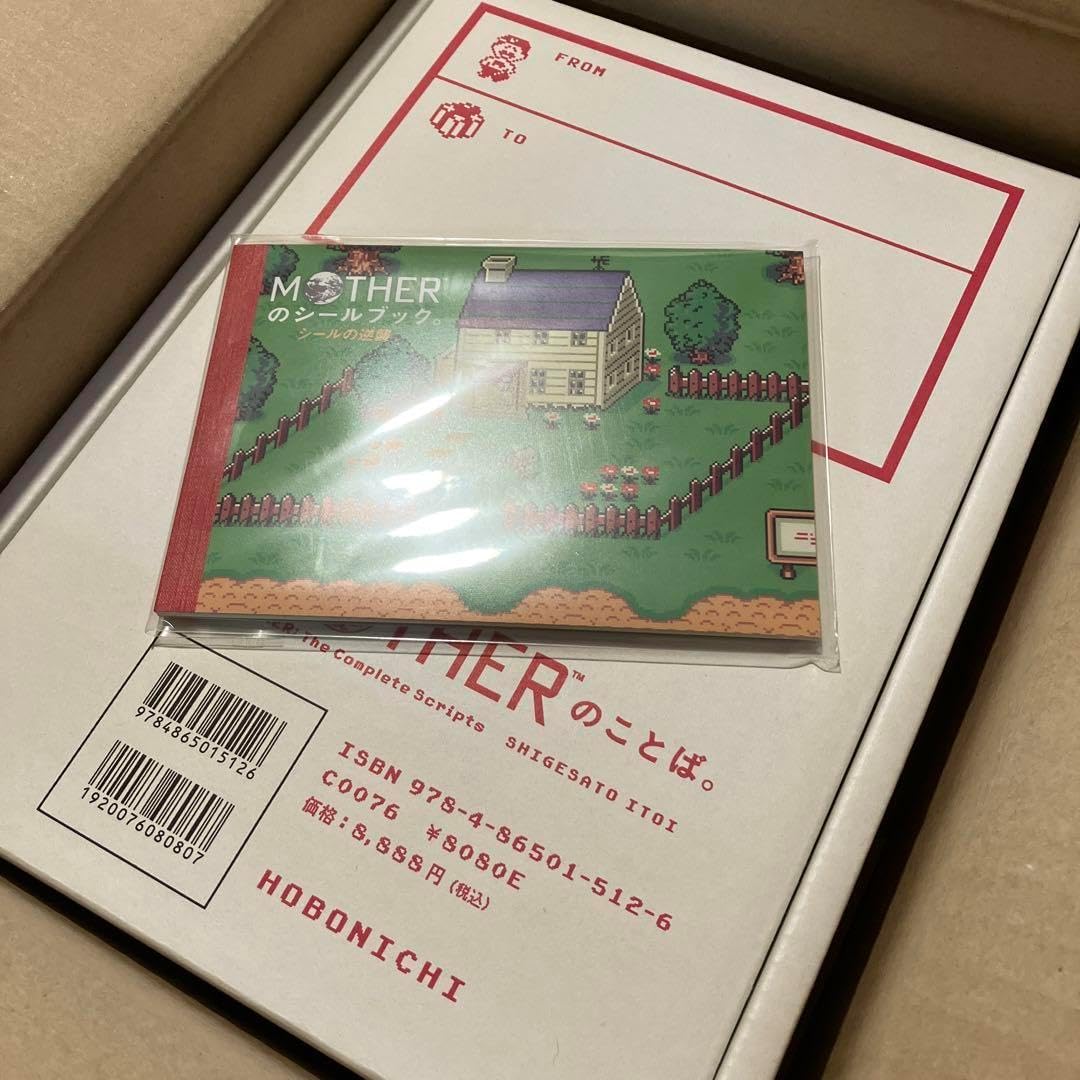 FROM
TO
MOTHER
のシールブック。
シールの逆襲
THER™のことば。
The Complete Scripts SHIGESATO ITOI
9784865015126
1920076080807
ISBN 978-4-86501-512-6
C0076 ¥8080E
価格:8,888円(税込)
HOBONICHI